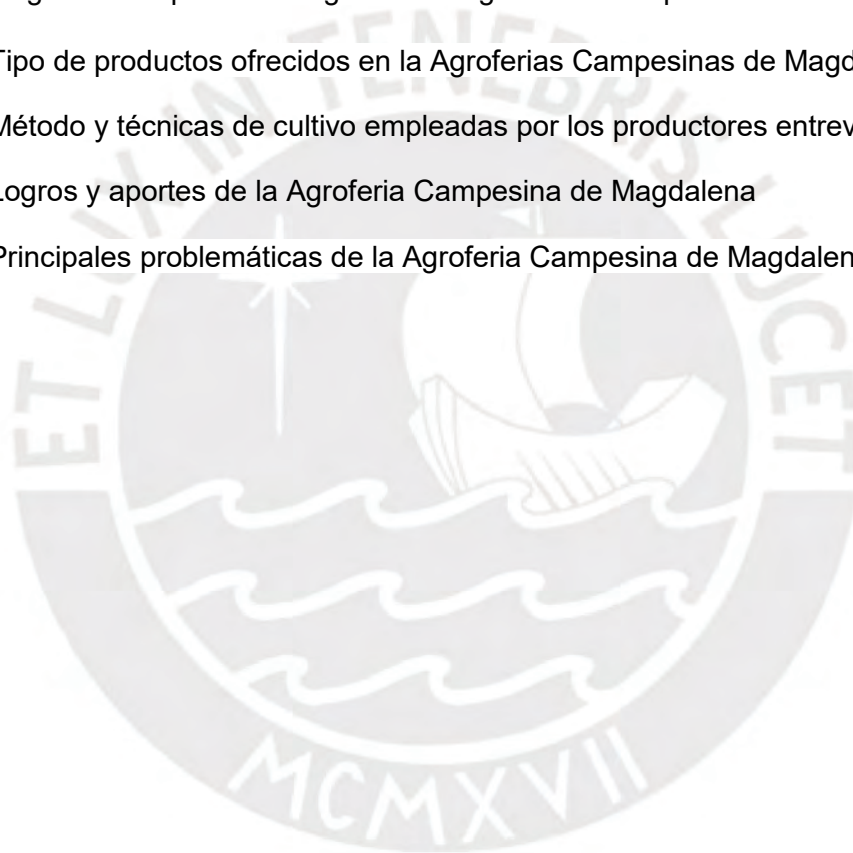 Tipo de productos ofrecidos en la Agroferias Campesinas de Magd
Método y técnicas de cultivo empleadas por los productores entrev
Logros y aportes de la Agroferia Campesina de Magdalena
Principales problemáticas de la Agroferia Campesina de Magdalen
ET LUX IN TENEBRIS LUCET
MCMXVII